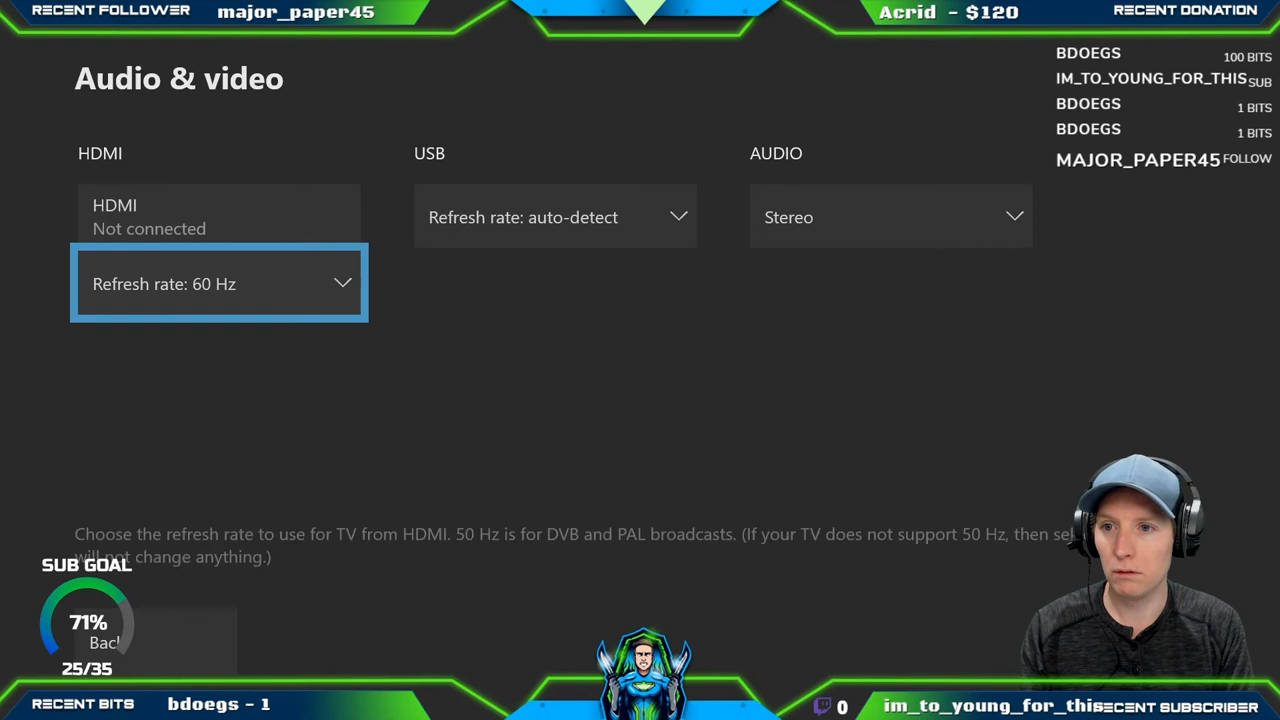 RECENT FOLLOWER major_paper45
Acrid - $120 RECENT DONATION
Audio & video
BDOEGS 100 BITS
IM_TO_YOUNG_FOR_THIS SUB
BDOEGS 1 BITS
BDOEGS 1 BITS
MAJOR_PAPER45 FOLLOW
HDMI
USB
AUDIO
HDMI
Not connected
Refresh rate: auto-detect
Stereo
Refresh rate: 60 Hz
Choose the refresh rate to use for TV from HDMI. 50 Hz is for DVB and PAL broadcasts. (If your TV does not support 50 Hz, then
will not change anything.)
SUB GOAL
71%
25/35
RECENT BITS bdoegs - 1
0
im_to_young_for_this RECENT SUBSCRIBER